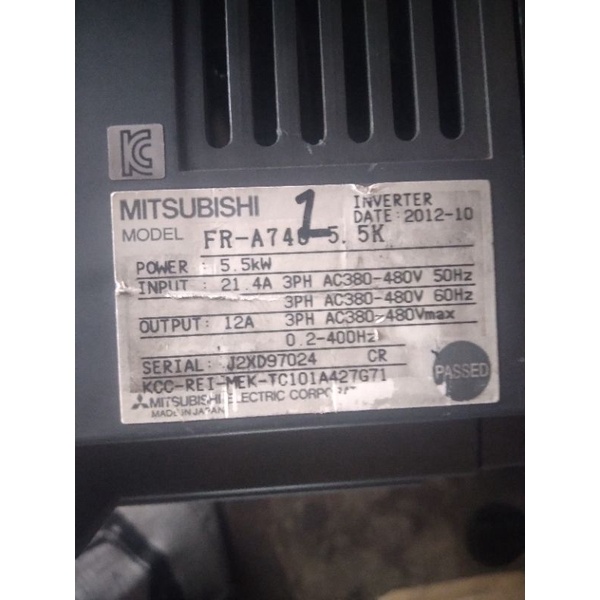 MITSUBISHI
1
INVERTER
DATE:2012-10
MODEL FR-A740-5.5K
POWER : 5.5kW
INPUT : 21.4A 3PH AC380-480V 50Hz
3PH AC380-480V 60Hz
OUTPUT: 12A 3PH AC380-480Vmax
0.2-400Hz
SERIAL: J2XD97024 CR
PASSED
KCC-REI-MEK-TC101A427G71
MITSUBISHI ELECTRIC CORPORAT
MADE IN JAPAN